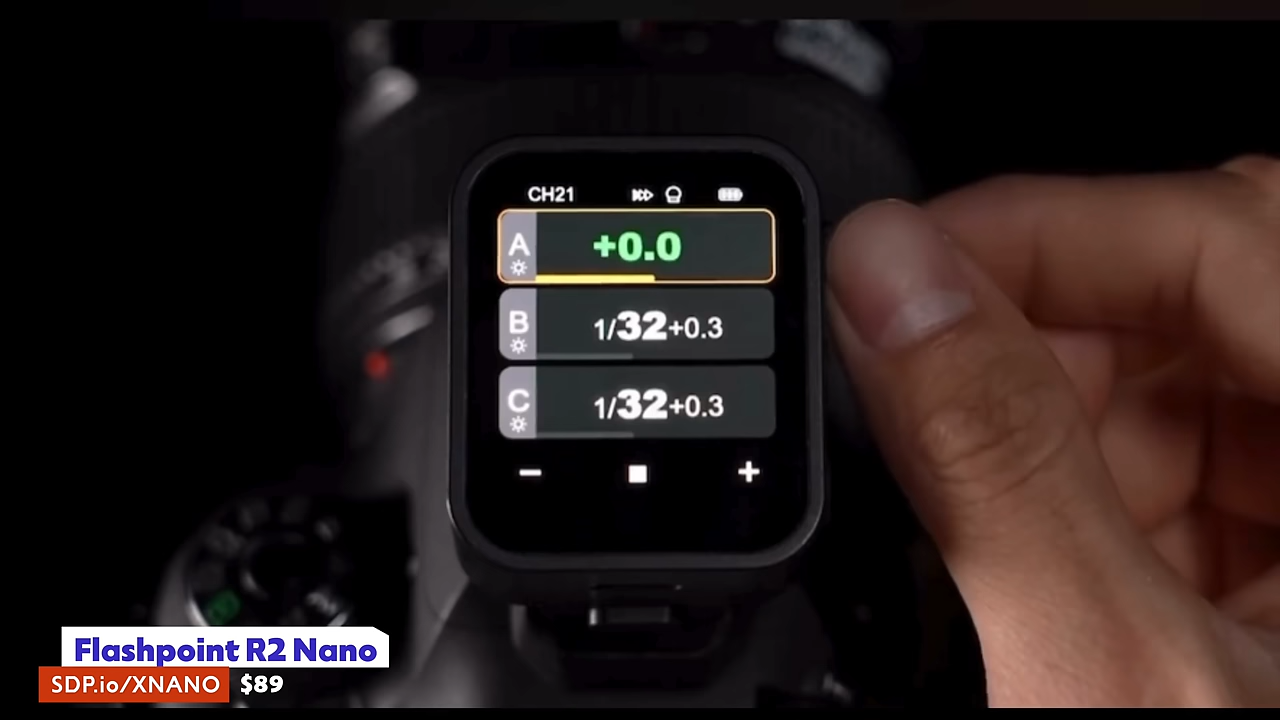 CH21
A
+0.0
B
1/32+0.3
C
1/32+0.3
− ■ +
Flashpoint R2 Nano
SDP.io/XNANO $89